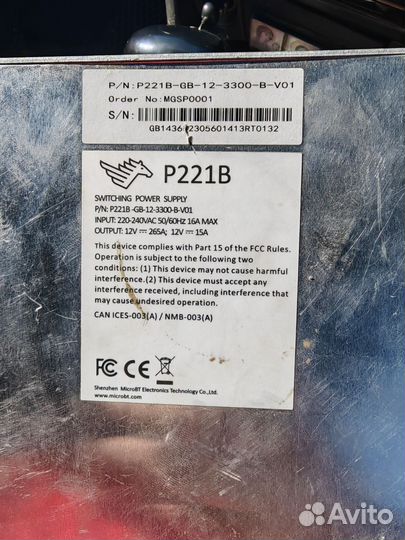 P/N:P221B-GB-12-3300-B-V01
Order No:MGSP0001
S/N:
P221B
SWITCHING POWER SUPPLY
P/N: P221B -GB-12-3300-B-V01
INPUT: 220-240VAC 50/60HZ 16A MAX
OUTPUT: 12V ⎓ 265A; 12V ⎓ 15A
This device complies with Part 15 of the FCC Rules.
Operation is subject to the following two
conditions: (1) This device may not cause harmful
interference.(2) This device must accept any
interference received, including interference that
may cause undesired operation.
CAN ICES-003(A) / NMB-003(A)
FC CE
Shenzhen MicroBT Electronics Technology Co.,Ltd.
www.microbt.com
Avito